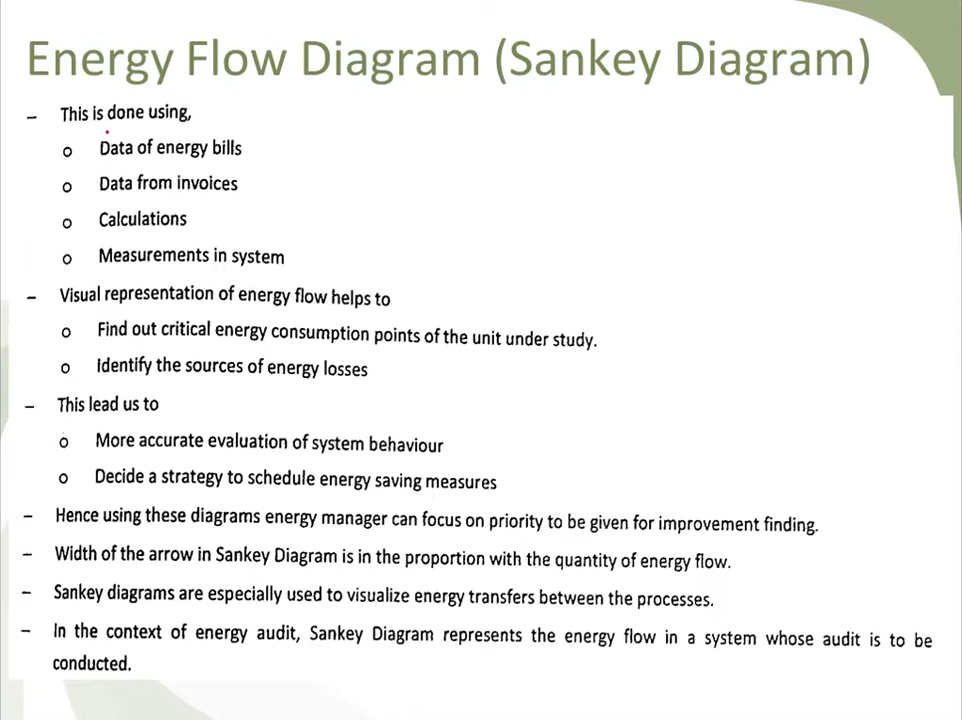 Energy Flow Diagram (Sankey Diagram)
– This is done using,
o Data of energy bills
o Data from invoices
o Calculations
o Measurements in system
– Visual representation of energy flow helps to
o Find out critical energy consumption points of the unit under study.
o Identify the sources of energy losses
– This lead us to
o More accurate evaluation of system behaviour
o Decide a strategy to schedule energy saving measures
– Hence using these diagrams energy manager can focus on priority to be given for improvement finding.
– Width of the arrow in Sankey Diagram is in the proportion with the quantity of energy flow.
– Sankey diagrams are especially used to visualize energy transfers between the processes.
– In the context of energy audit, Sankey Diagram represents the energy flow in a system whose audit is to be
conducted.